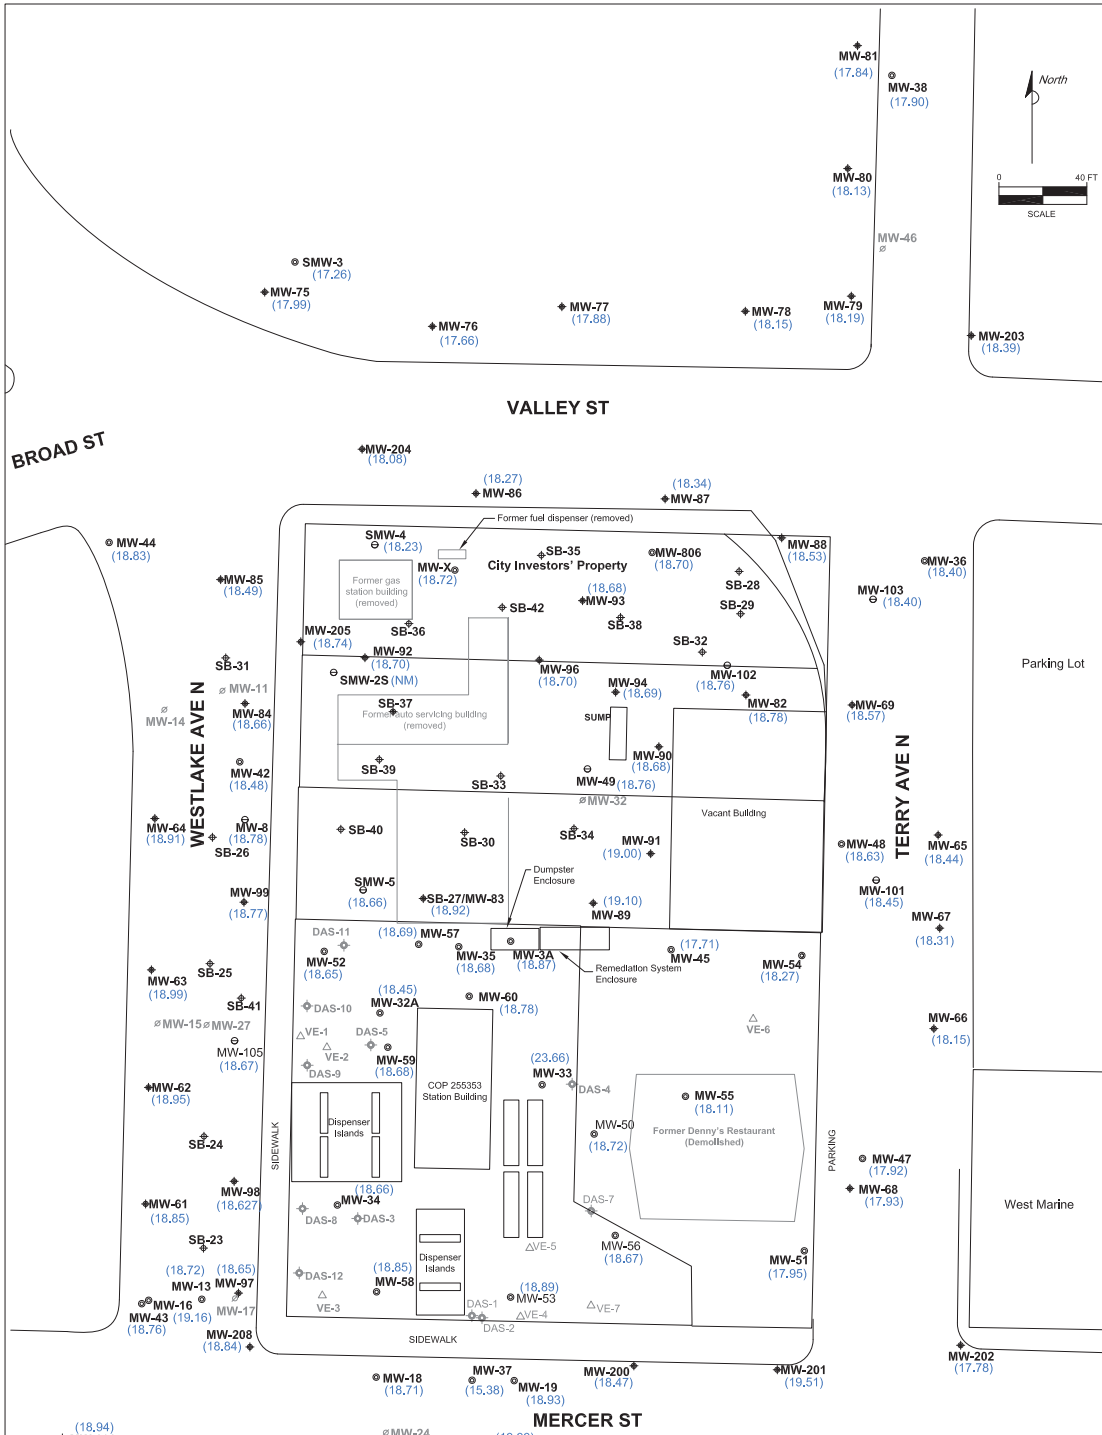 MW-81
(17.84)
MW-38
(17.90)
North
0 40 FT
SCALE
MW-80
(18.13)
MW-46
SMW-3
(17.26)
MW-75
(17.99)
MW-76
(17.66)
MW-77
(17.88)
MW-78
(18.15)
MW-79
(18.19)
MW-203
(18.39)
VALLEY ST
BROAD ST
MW-204
(18.08)
(18.27)
MW-86
(18.34)
MW-87
Former fuel dispenser (removed)
MW-44
(18.83)
SMW-4
(18.23)
SB-35
MW-806
(18.70)
MW-88
(18.53)
MW-36
(18.40)
City Investors' Property
MW-X
(18.72)
MW-85
(18.49)
Former gas
station building
(removed)
(18.68)
MW-93
SB-28
MW-103
(18.40)
SB-42
SB-38
SB-29
SB-36
MW-205
(18.74)
SB-32
SB-31
MW-92
(18.70)
MW-96
(18.70)
MW-102
(18.76)
Parking Lot
SMW-2S (NM)
MW-94
(18.69)
MW-11
MW-14
MW-84
(18.66)
SB-37
Former auto servicing building
(removed)
SUMP
MW-82
(18.78)
MW-69
(18.57)
WESTLAKE AVE N
TERRY AVE N
MW-90
(18.68)
MW-42
(18.48)
SB-39
SB-33
MW-49 (18.76)
MW-32
Vacant Building
MW-64
(18.91)
MW-8
(18.78)
SB-26
SB-40
SB-30
SB-34
MW-91
(19.00)
MW-48
(18.63)
MW-65
(18.44)
Dumpster
Enclosure
SMW-5
(18.66)
MW-101
(18.45)
MW-99
(18.77)
SB-27/MW-83
(18.92)
(19.10)
MW-89
MW-67
(18.31)
(18.69)
MW-57
DAS-11
MW-52
(18.65)
MW-35
(18.68)
MW-3A
(18.87)
(17.71)
MW-45
MW-54
(18.27)
Remediation System
Enclosure
SB-25
MW-63
(18.99)
SB-41
(18.45)
MW-32A
MW-60
(18.78)
DAS-10
MW-15
MW-27
VE-6
MW-66
(18.15)
VE-1
VE-2
DAS-5
MW-105
(18.67)
MW-59
(18.68)
(23.66)
MW-33
DAS-9
DAS-4
COP 255353
Station Building
MW-62
(18.95)
MW-55
(18.11)
Dispenser
Islands
Former Denny's Restaurant
(Demolished)
MW-50
(18.72)
SB-24
SIDEWALK
PARKING
MW-47
(17.92)
MW-68
(17.93)
MW-98
(18.627)
(18.66)
MW-34
MW-61
(18.85)
DAS-8
DAS-3
DAS-7
West Marine
SB-23
MW-56
(18.67)
VE-5
Dispenser
Islands
MW-51
(17.95)
(18.72)
(18.65)
MW-97
MW-13
(19.16)
MW-16
MW-43
(18.76)
MW-17
DAS-12
VE-3
(18.85)
MW-58
(18.89)
MW-53
VE-7
VE-4
DAS-1
DAS-2
MW-208
(18.84)
SIDEWALK
MW-202
(17.78)
MW-18
(18.71)
MW-37
(15.38)
MW-19
(18.93)
MW-200
(18.47)
MW-201
(19.51)
MERCER ST
(18.94)
MW-24